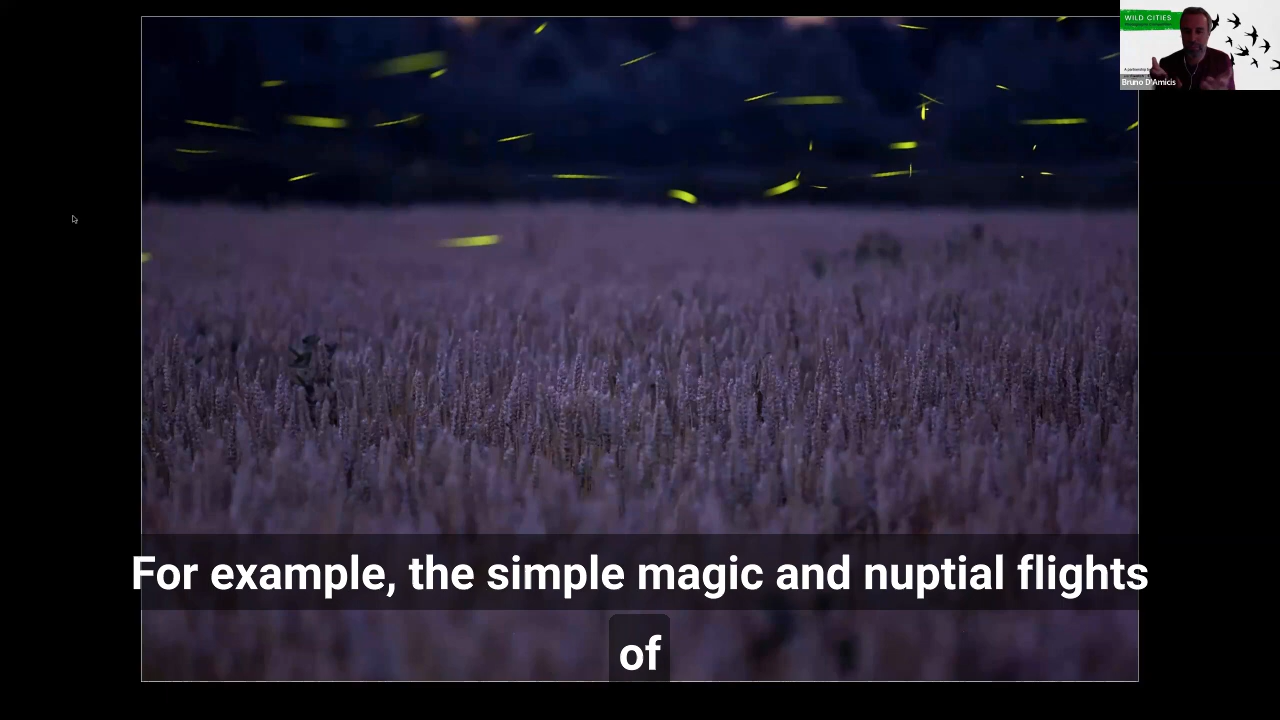 WILD CITIES
Bruno D'Amicis
For example, the simple magic and nuptial flights
of